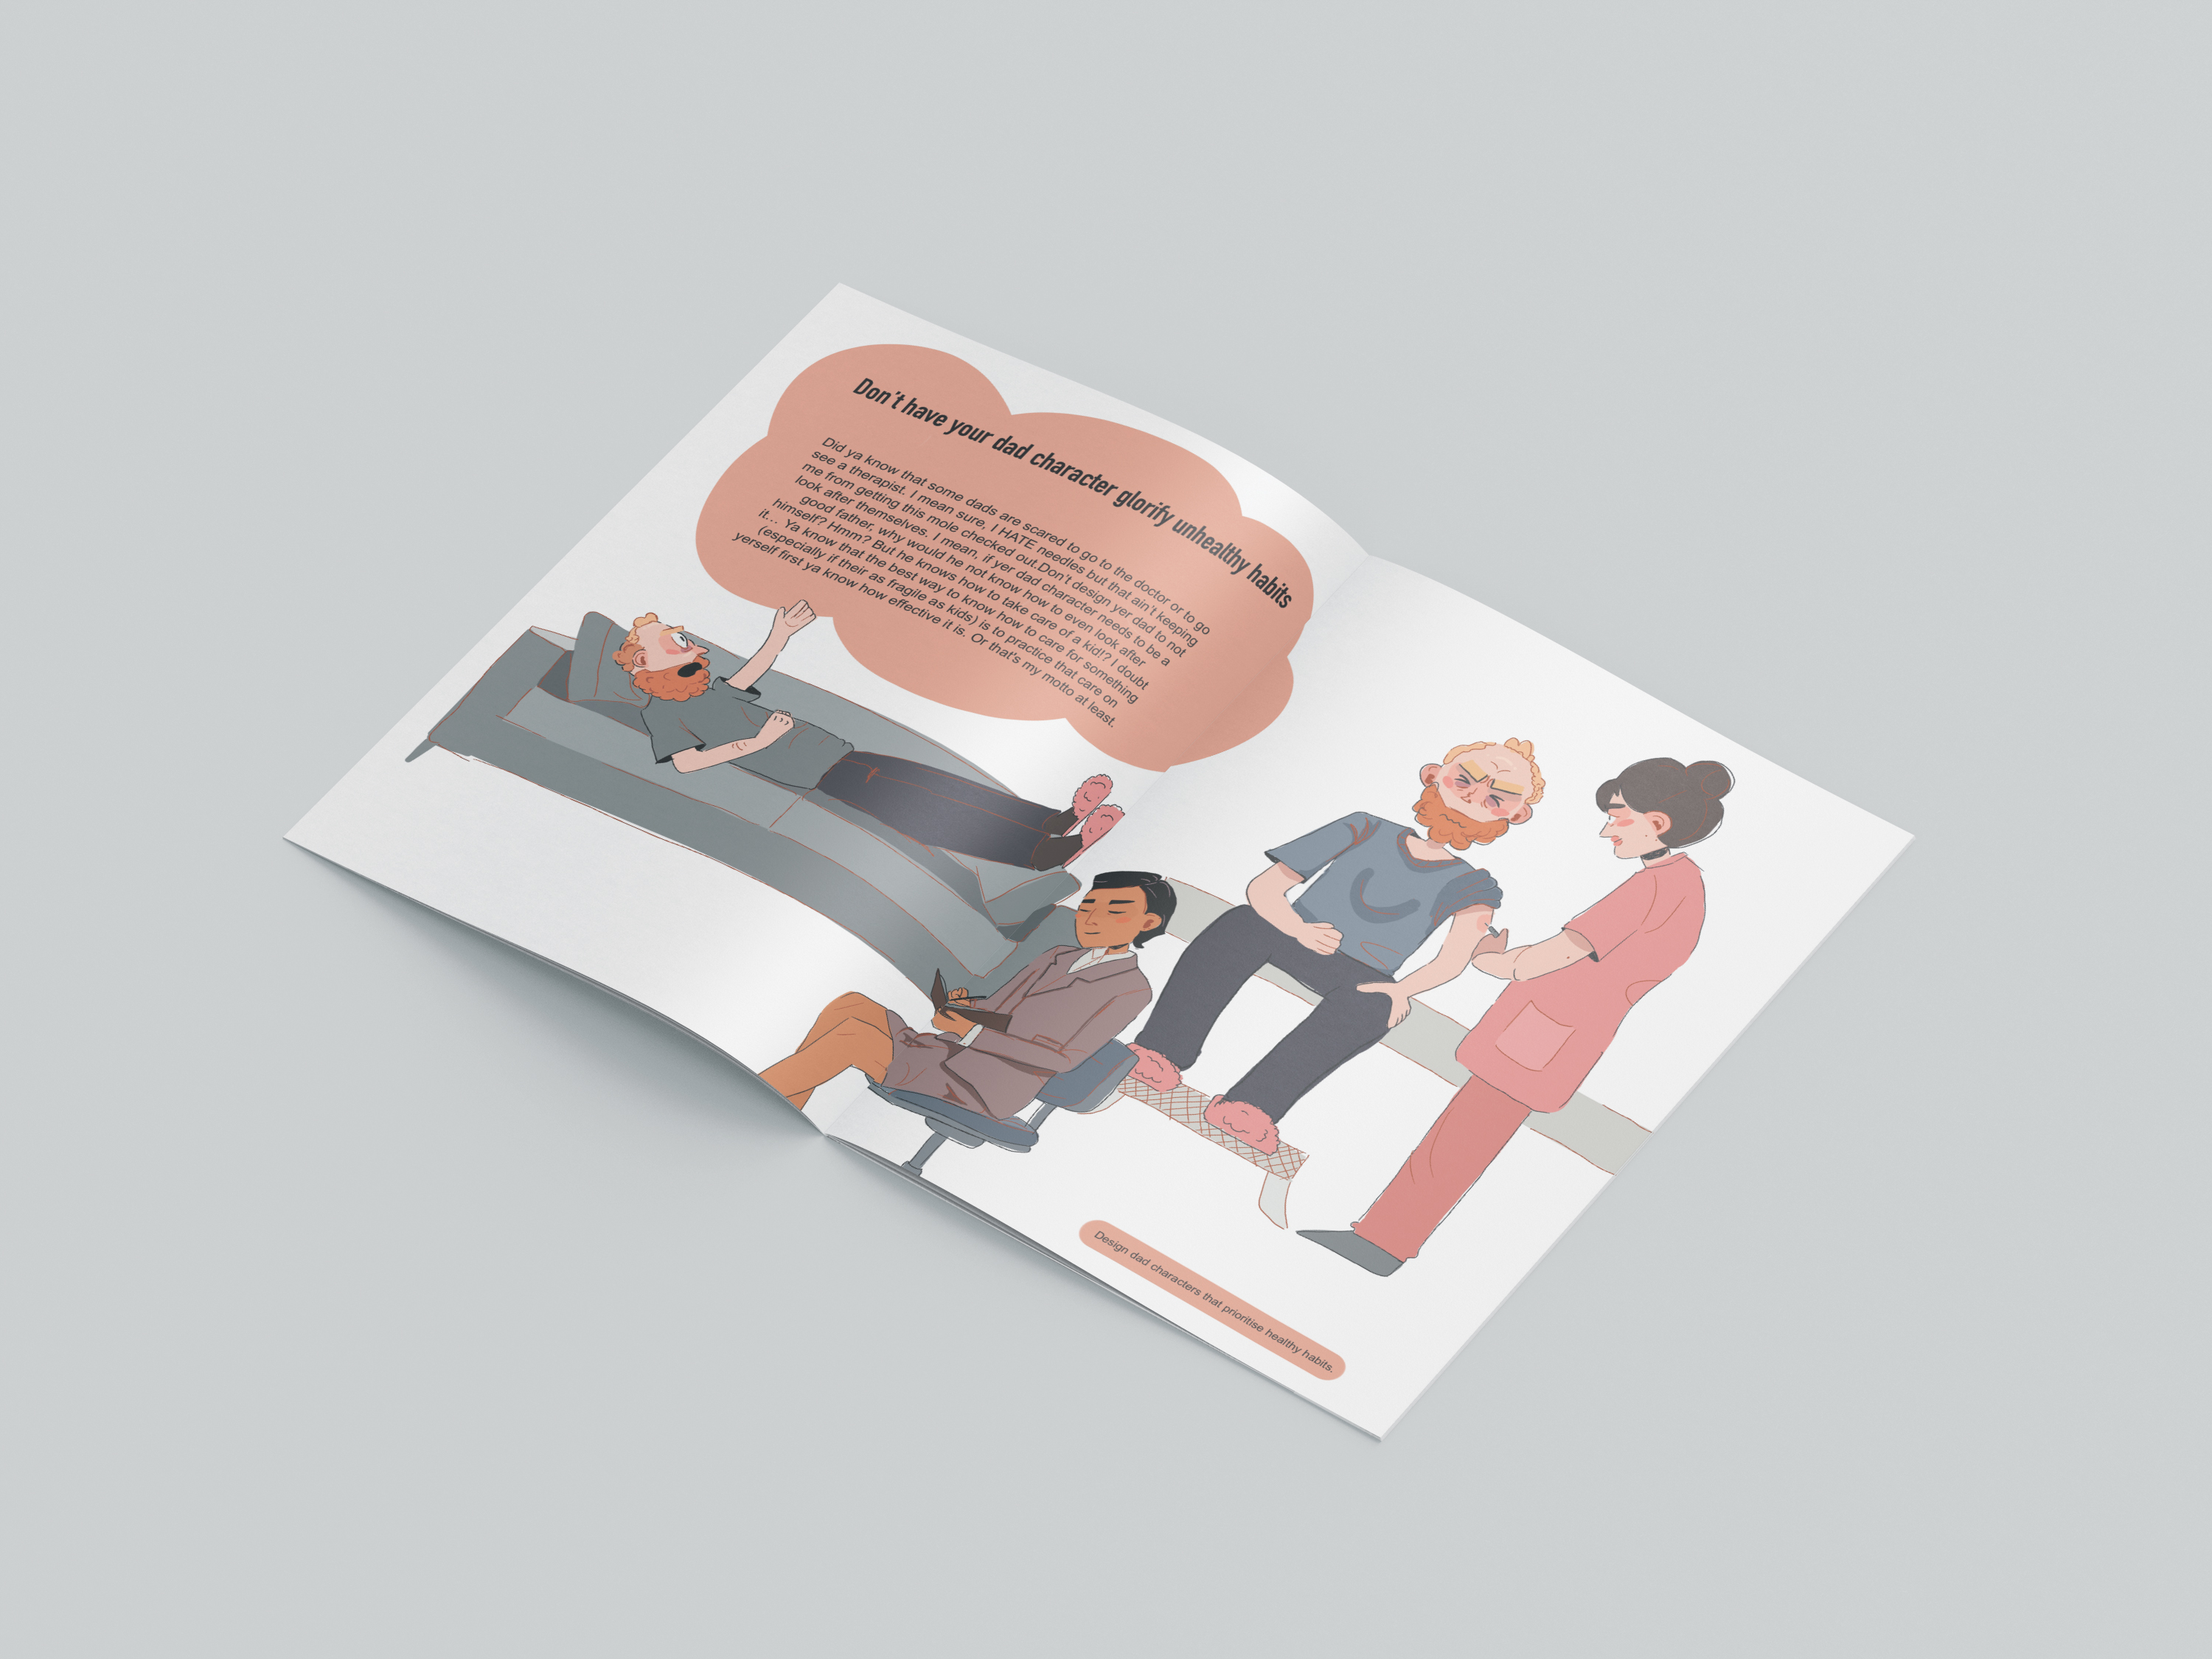 Don't have your dad character glorify unhealthy habits
Did ya know that some dads are scared to go to the doctor or to go
see a therapist. I mean sure, I HATE needles but that ain't keeping
me from getting this mole checked out.Don't design yer dad to not
look after themselves. I mean, if yer dad character needs to be a
good father, why would he not know how to even look after
himself? Hmm? But he knows how to take care of a kid!? I doubt
it... Ya know that the best way to know how to care for something
(especially if their as fragile as kids) is to practice that care on
yerself first ya know how effective it is. Or that's my motto at least.
Design dad characters that prioritise healthy habits.